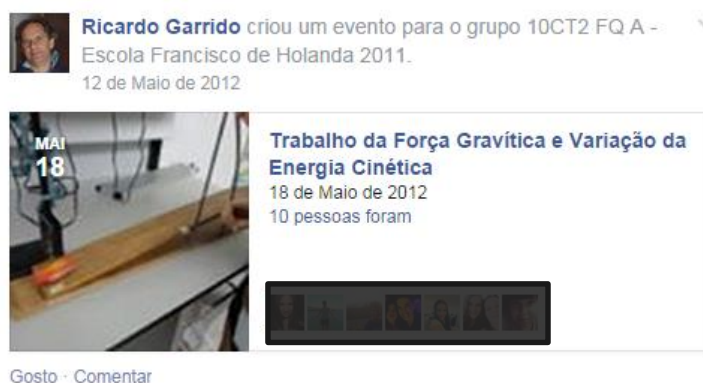 Ricardo Garrido criou um evento para o grupo 10CT2 FQ A -
Escola Francisco de Holanda 2011.
12 de Maio de 2012
MAI
18
Trabalho da Força Gravítica e Variação da
Energia Cinética
18 de Maio de 2012
10 pessoas foram
Gosto · Comentar